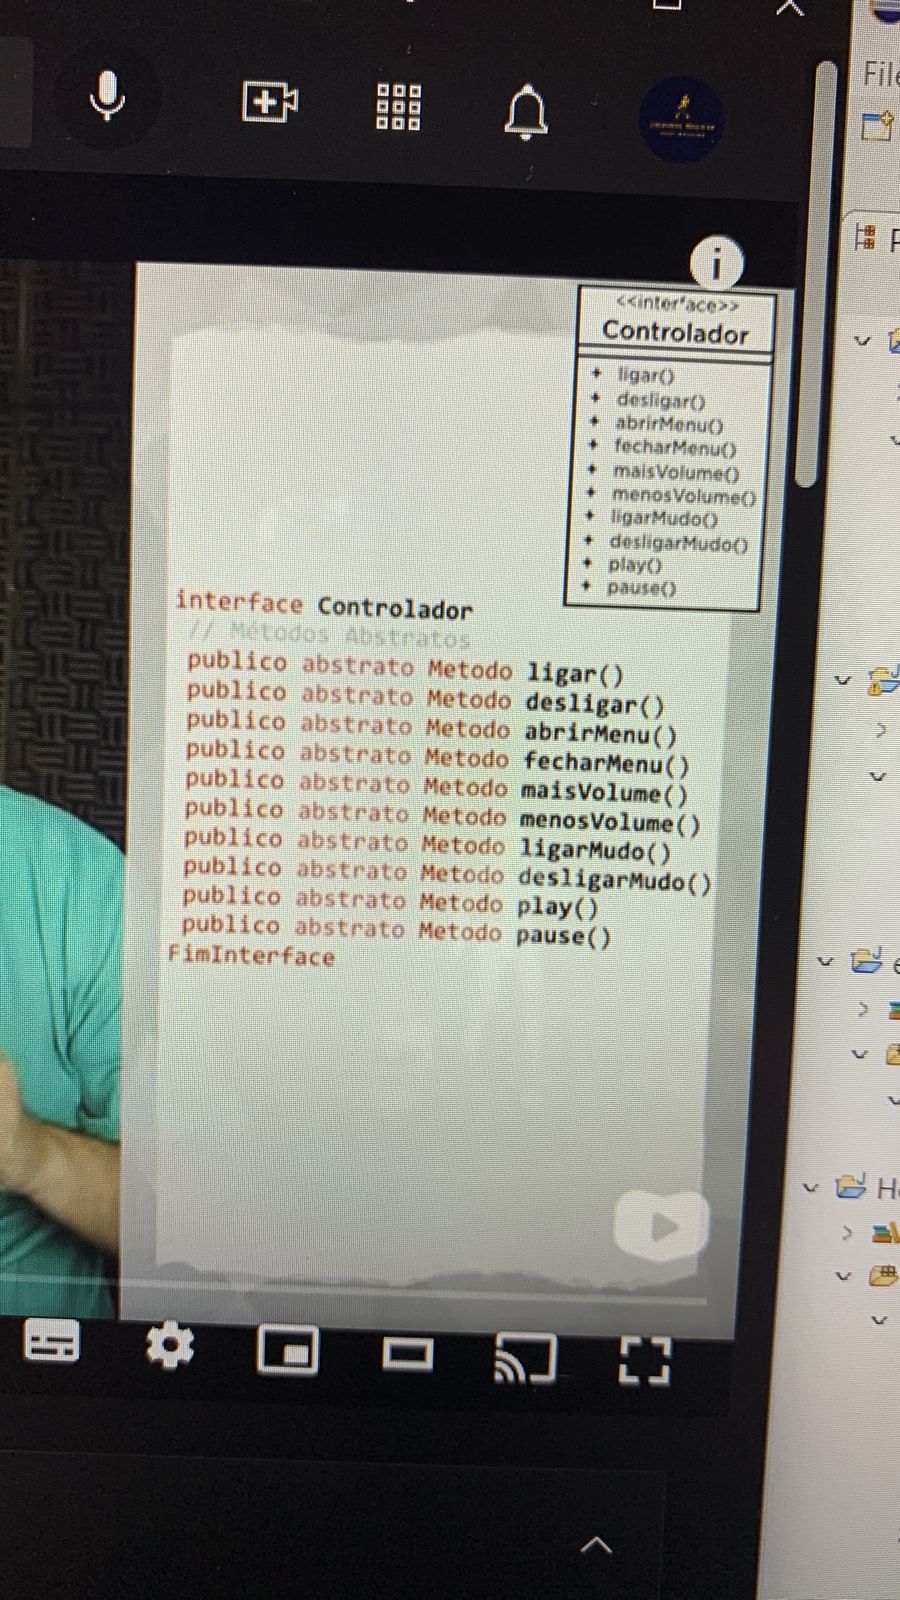 File
<<interface>>
Controlador
+ ligar()
+ desligar()
+ abrirMenu()
+ fecharMenu()
+ maisVolume()
+ menosVolume()
+ ligarMudo()
+ desligarMudo()
+ play()
+ pause()
interface Controlador
// Métodos Abstratos
publico abstrato Metodo ligar()
publico abstrato Metodo desligar()
publico abstrato Metodo abrirMenu()
publico abstrato Metodo fecharMenu()
publico abstrato Metodo maisVolume()
publico abstrato Metodo menosVolume()
publico abstrato Metodo ligarMudo()
publico abstrato Metodo desligarMudo()
publico abstrato Metodo play()
publico abstrato Metodo pause()
FimInterface